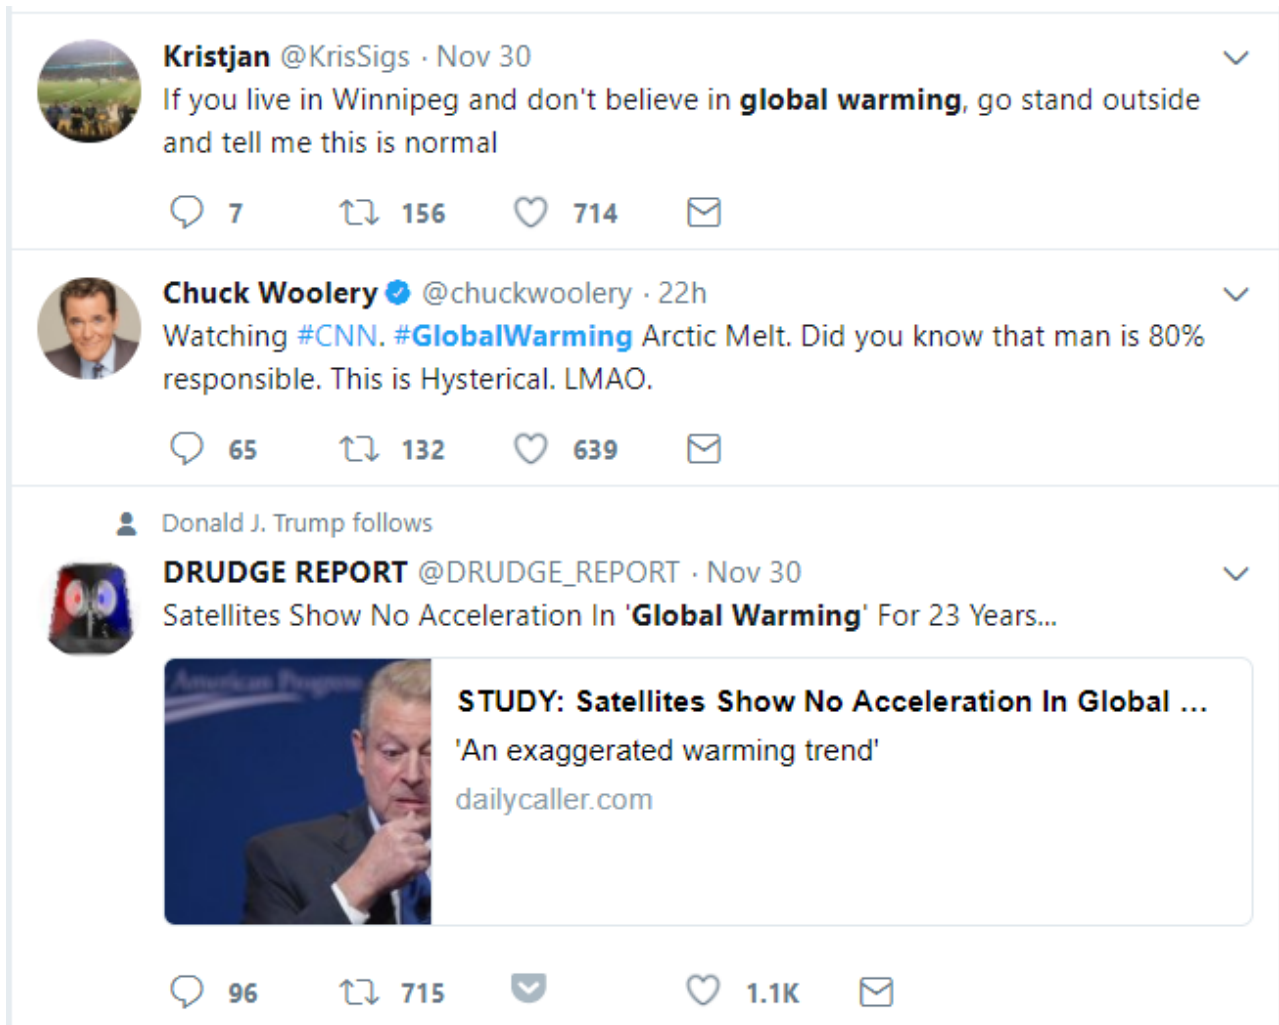 Kristjan @KrisSigs · Nov 30
If you live in Winnipeg and don't believe in global warming, go stand outside
and tell me this is normal
7 156 714
Chuck Woolery @chuckwoolery · 22h
Watching #CNN. #GlobalWarming Arctic Melt. Did you know that man is 80%
responsible. This is Hysterical. LMAO.
65 132 639
Donald J. Trump follows
DRUDGE REPORT @DRUDGE_REPORT · Nov 30
Satellites Show No Acceleration In 'Global Warming' For 23 Years...
American Progress
STUDY: Satellites Show No Acceleration In Global ...
'An exaggerated warming trend'
dailycaller.com
96 715 1.1K